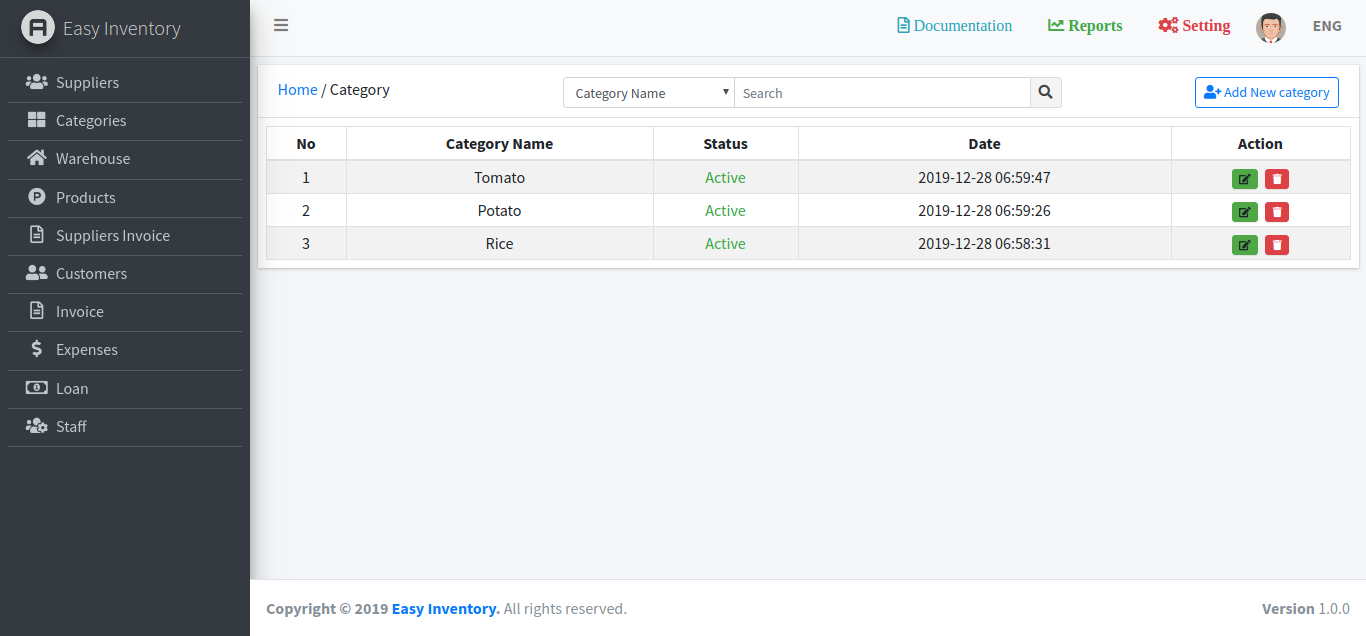 Easy Inventory
Documentation Reports Setting ENG
Suppliers
Categories
Warehouse
Products
Suppliers Invoice
Customers
Invoice
Expenses
Loan
Staff
Home / Category Category Name Search Add New category
No Category Name Status Date Action
1 Tomato Active 2019-12-28 06:59:47
2 Potato Active 2019-12-28 06:59:26
3 Rice Active 2019-12-28 06:58:31
Copyright © 2019 Easy Inventory. All rights reserved. Version 1.0.0